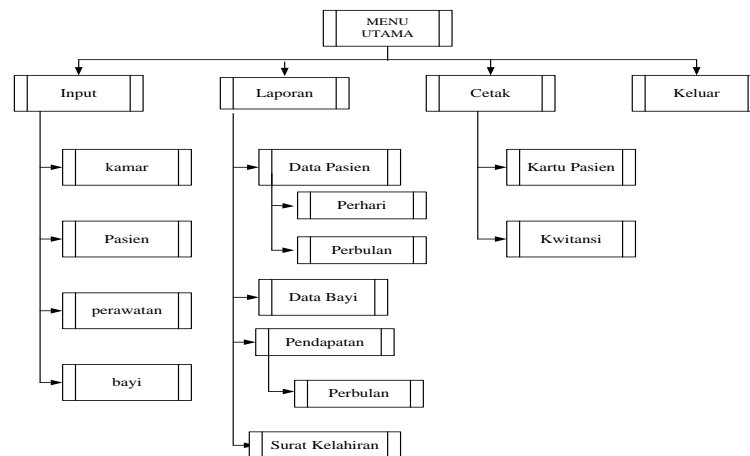 MENU
UTAMA
Input
Laporan
Cetak
Keluar
kamar
Pasien
perawatan
bayi
Data Pasien
Perhari
Perbulan
Data Bayi
Pendapatan
Perbulan
Surat Kelahiran
Kartu Pasien
Kwitansi